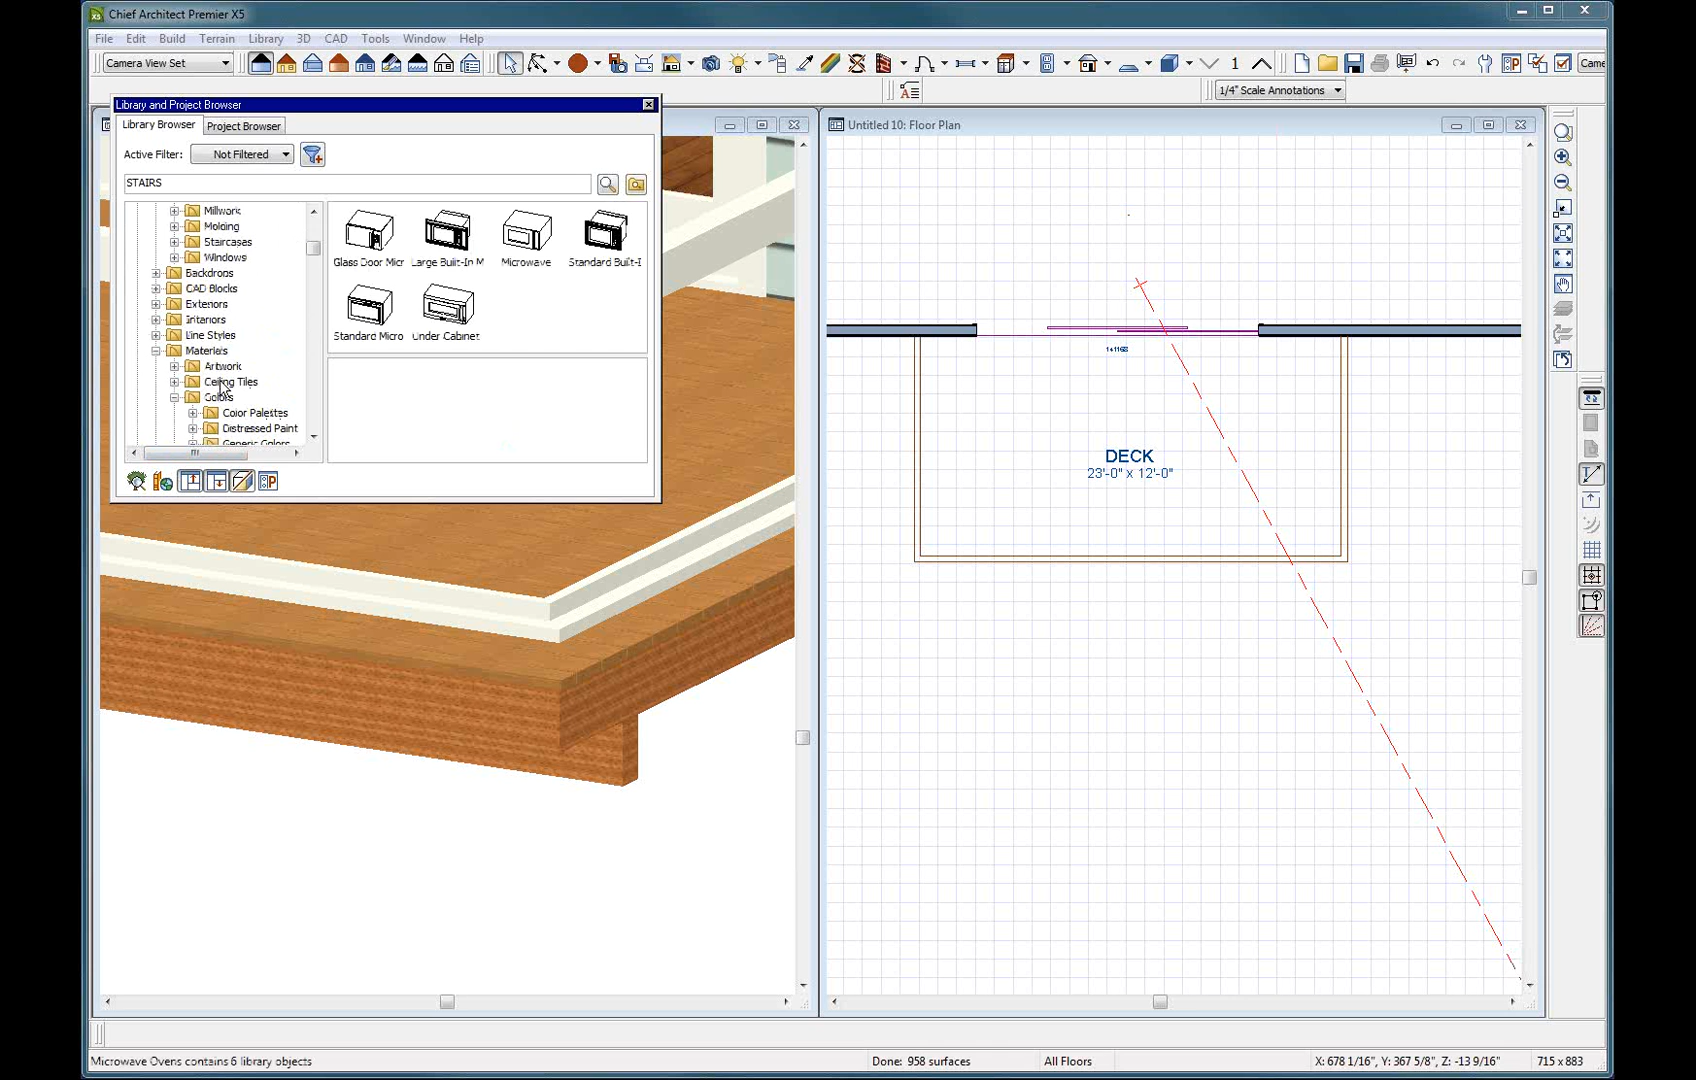 Chief Architect Premier X5
File Edit Build Terrain Library 3D CAD Tools Window Help
Camera View Set
1
Came
1/4" Scale Annotations
Library and Project Browser
Library Browser Project Browser
Active Filter: Not Filtered
STAIRS
Millwork
Molding
Staircases
Windows
Backdrops
CAD Blocks
Exteriors
Interiors
Line Styles
Materials
Artwork
Ceiling Tiles
Colors
Color Palettes
Distressed Paint
Generic Colors
Glass Door Micr Large Built-In M Microwave Standard Built-I
Standard Micro Under Cabinet
Untitled 10: Floor Plan
DECK
23'-0" x 12'-0"
Microwave Ovens contains 6 library objects
Done: 958 surfaces
All Floors
X: 678 1/16", Y: 367 5/8", Z: -13 9/16"
715 x 883